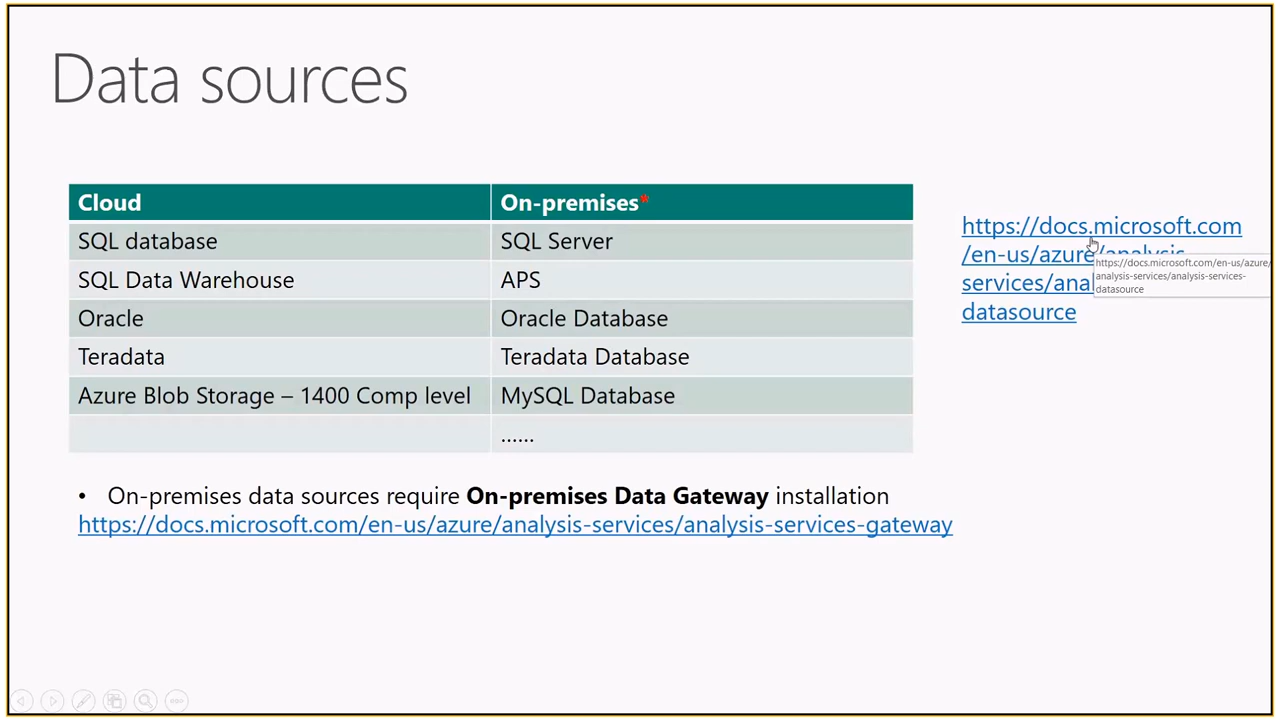 Data sources
Cloud
On-premises*
SQL database
SQL Server
SQL Data Warehouse
APS
Oracle
Oracle Database
Teradata
Teradata Database
Azure Blob Storage – 1400 Comp level
MySQL Database
......
https://docs.microsoft.com
/en-us/azure/analysis-
services/anal
datasource
https://docs.microsoft.com/en-us/azure/
analysis-services/analysis-services-
datasource
• On-premises data sources require On-premises Data Gateway installation
https://docs.microsoft.com/en-us/azure/analysis-services/analysis-services-gateway